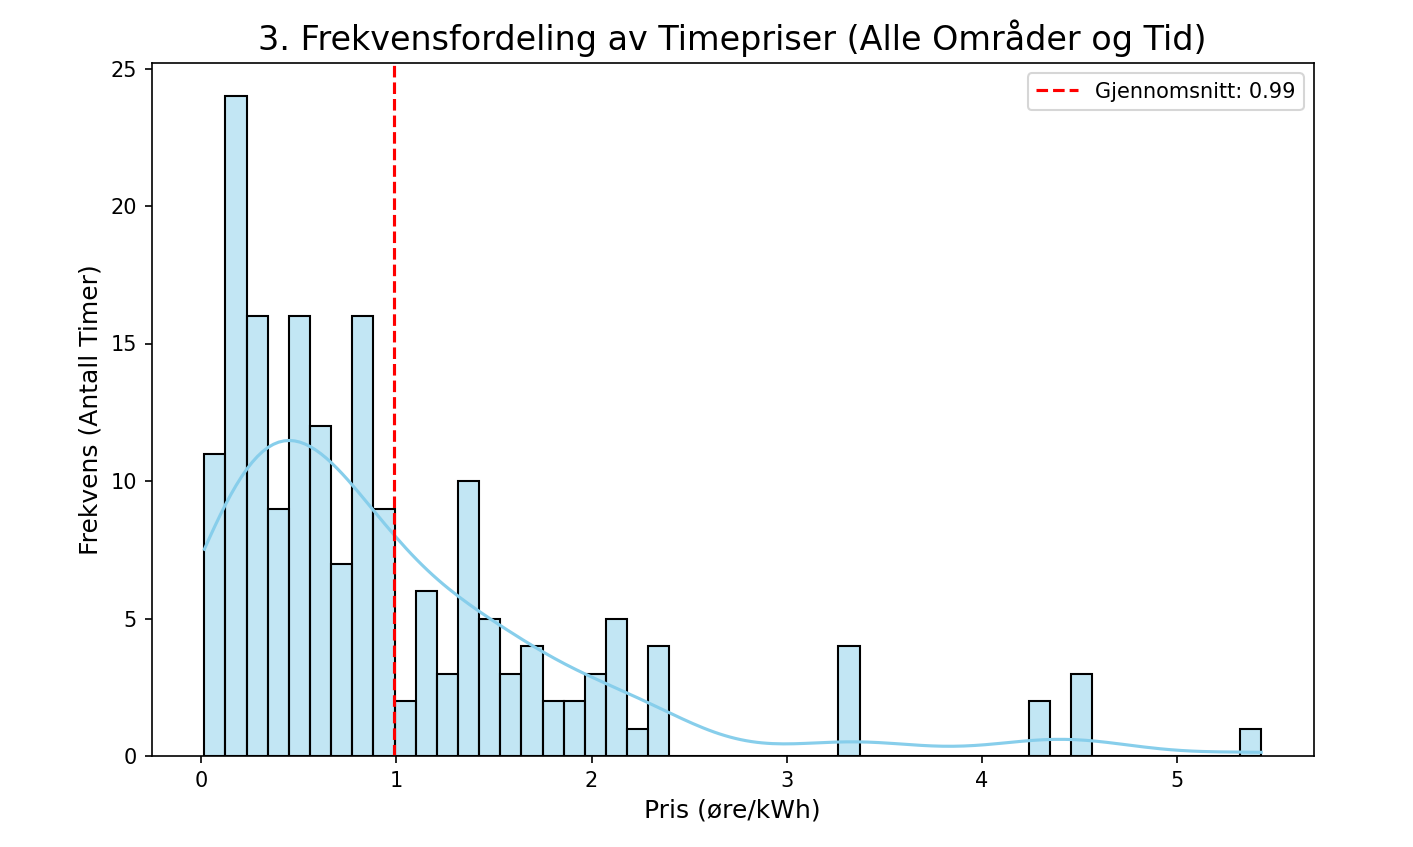 3. Frekvensfordeling av Timepriser (Alle Områder og Tid)
Gjennomsnitt: 0.99
Frekvens (Antall Timer)
25
20
15
10
5
0
0 1 2 3 4 5
Pris (øre/kWh)